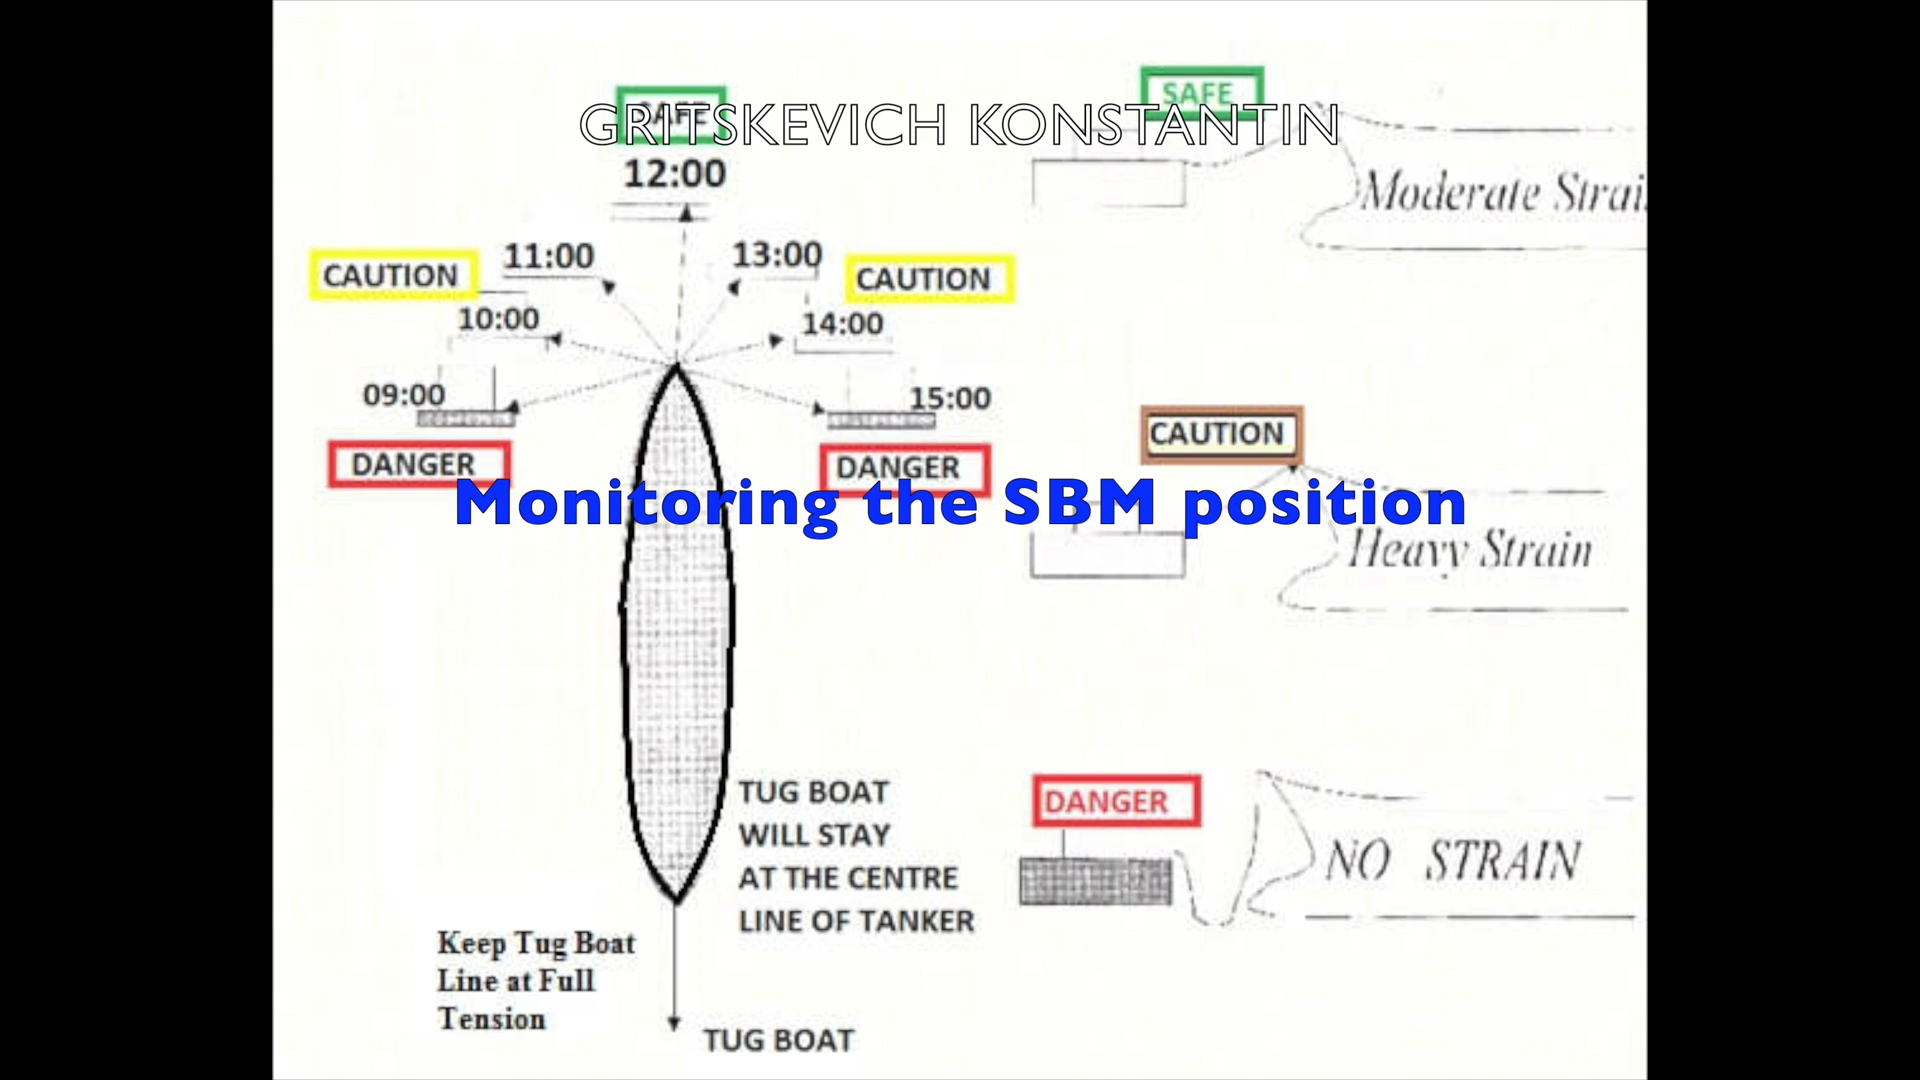 GRITSKEVICH KONSTANTIN
Monitoring the SBM position
SAFE
12:00
11:00
13:00
CAUTION
CAUTION
10:00
14:00
09:00
15:00
DANGER
DANGER
TUG BOAT
WILL STAY
AT THE CENTRE
LINE OF TANKER
Keep Tug Boat
Line at Full
Tension
TUG BOAT
SAFE
Moderate Strai
CAUTION
Heavy Strain
DANGER
NO STRAIN